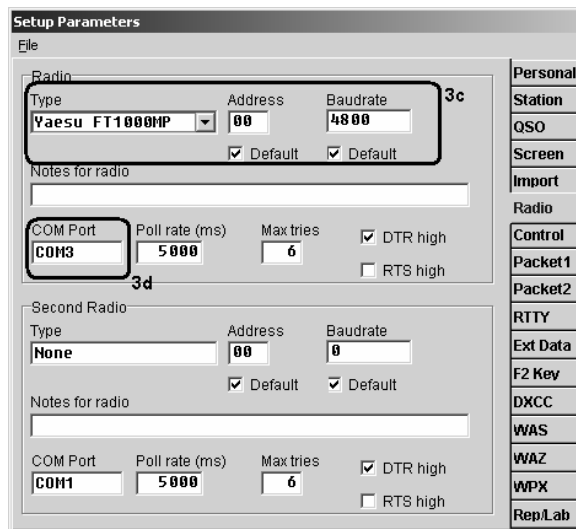 Setup Parameters
File
Radio
Type Address Baudrate 3c
Yaesu FT1000MP 00 4800
Default Default
Notes for radio
COM Port Poll rate (ms) Max tries DTR high
COM3 5000 6
3d RTS high
Second Radio
Type Address Baudrate
None 00 0
Default Default
Notes for radio
COM Port Poll rate (ms) Max tries DTR high
COM1 5000 6
RTS high
Personal
Station
QSO
Screen
Import
Radio
Control
Packet1
Packet2
RTTY
Ext Data
F2 Key
DXCC
WAS
WAZ
WPX
Rep/Lab